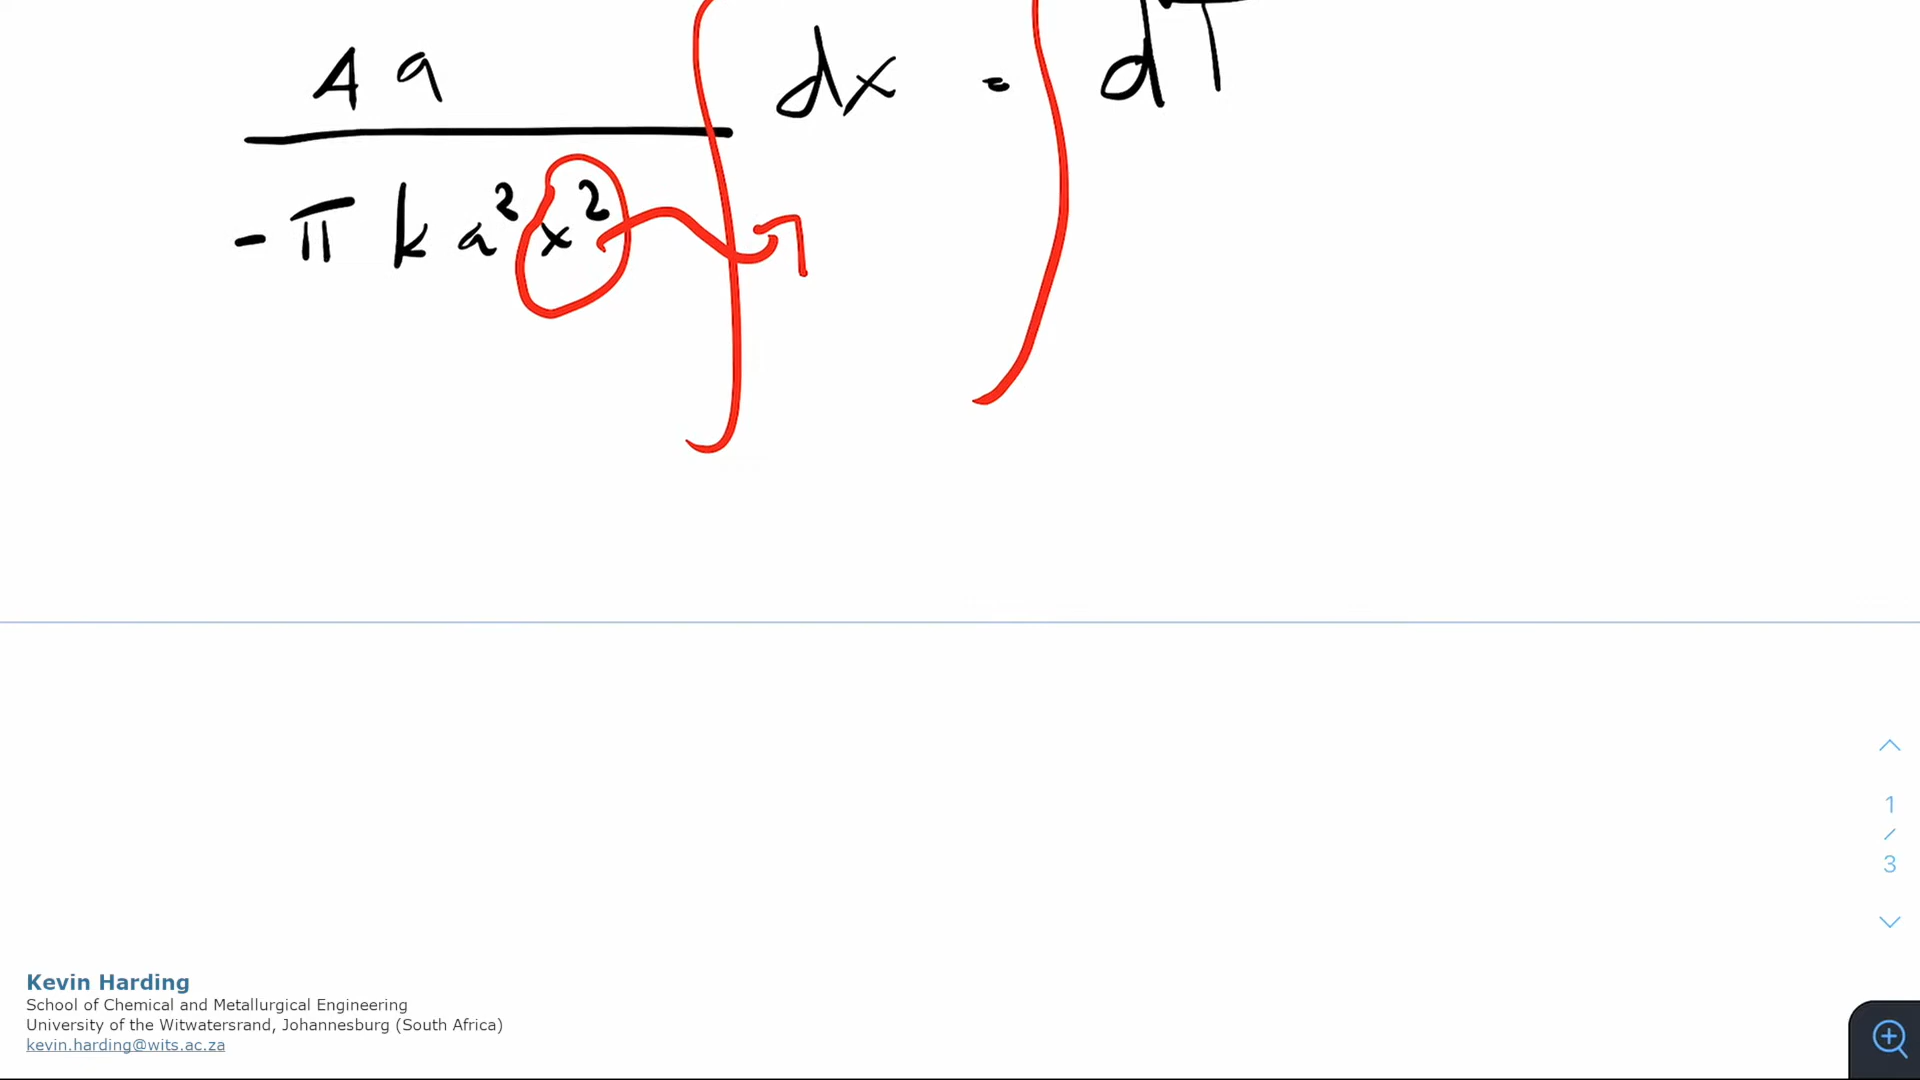 4 q
∫ dx = ∫ dT
- π k a² x²
1
/
3
Kevin Harding
School of Chemical and Metallurgical Engineering
University of the Witwatersrand, Johannesburg (South Africa)
kevin.harding@wits.ac.za